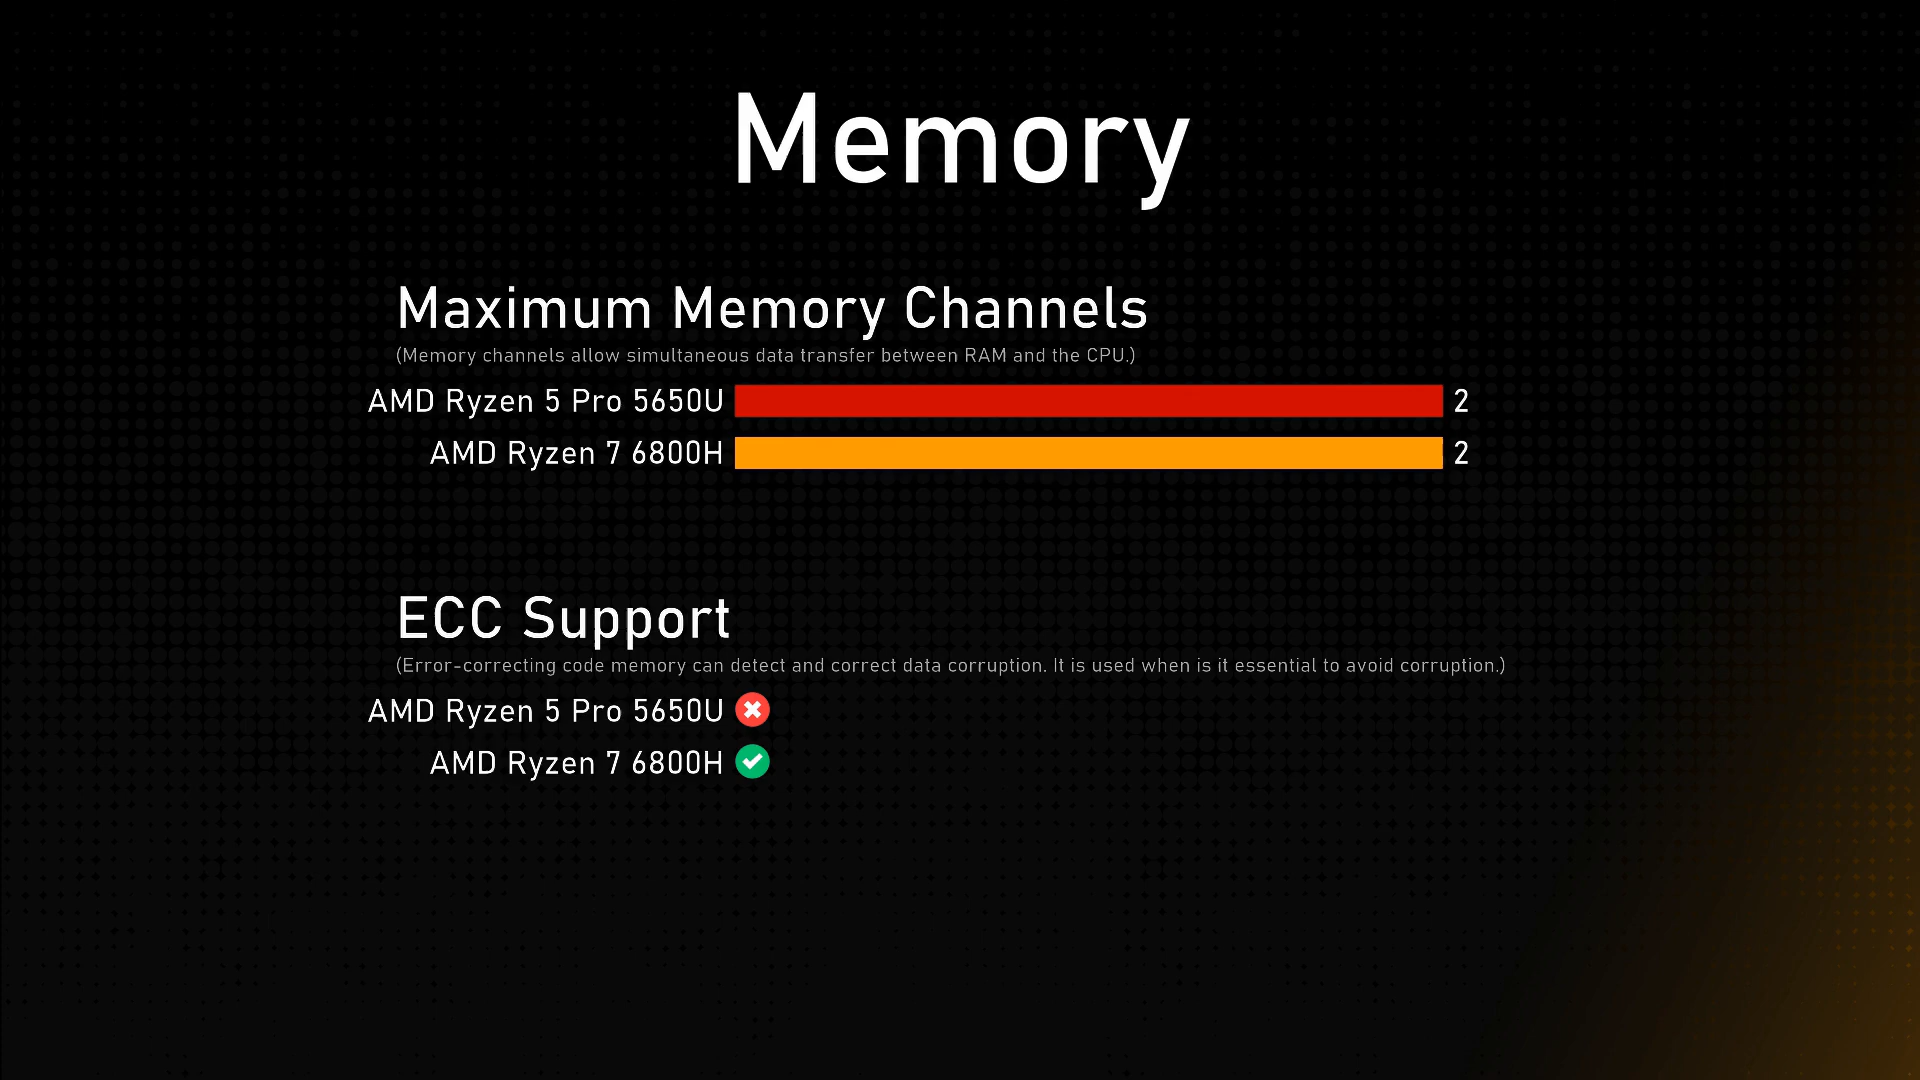 Memory
Maximum Memory Channels
(Memory channels allow simultaneous data transfer between RAM and the CPU.)
AMD Ryzen 5 Pro 5650U 2
AMD Ryzen 7 6800H 2
ECC Support
(Error-correcting code memory can detect and correct data corruption. It is used when is it essential to avoid corruption.)
AMD Ryzen 5 Pro 5650U
AMD Ryzen 7 6800H